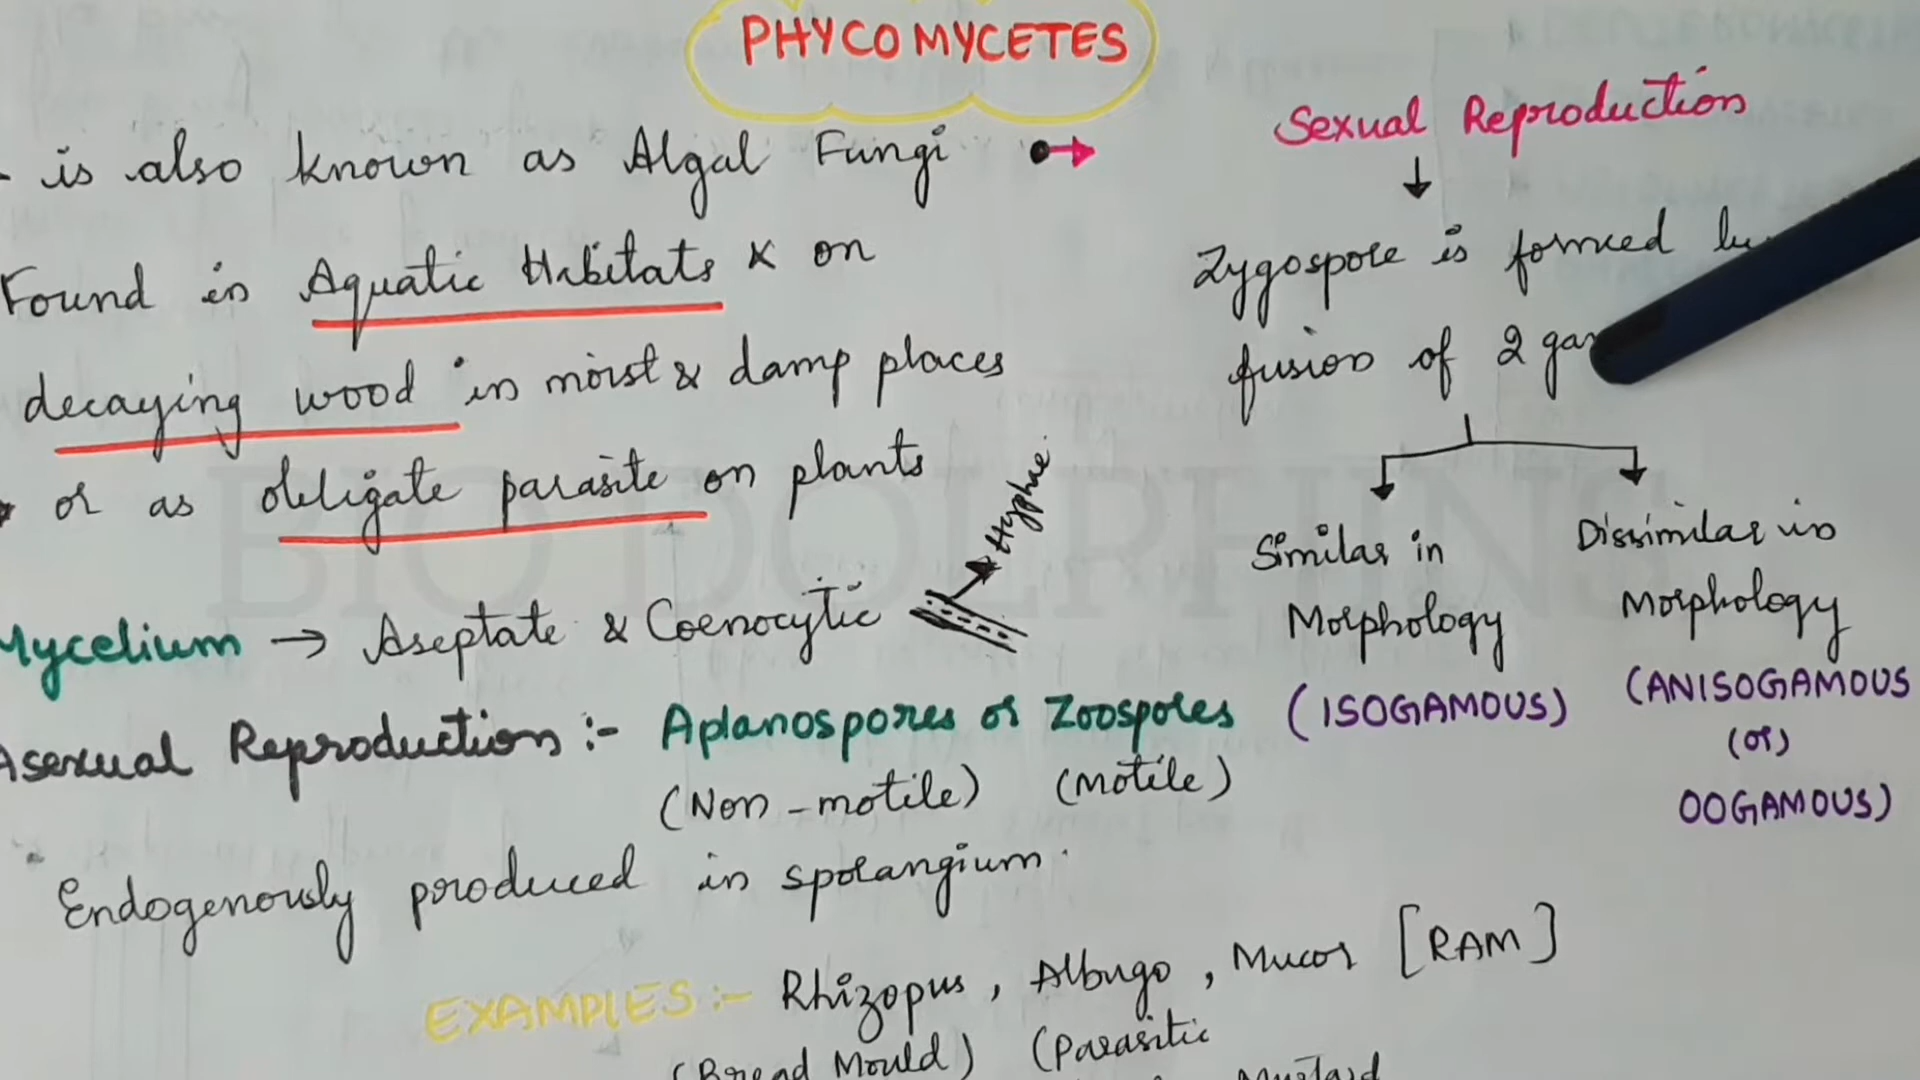 PHYCOMYCETES
- is also known as Algal Fungi
Found in Aquatic Habitats & on
decaying wood in moist & damp places
or as obligate parasite on plants
Mycelium → Aseptate & Coenocytic
Hyphae
Asexual Reproduction :- Aplanospores or Zoospores
(Non-motile) (Motile)
Endogenously produced in sporangium.
EXAMPLES :- Rhizopus, Albugo, Mucor [RAM]
(Bread Mould) (Parasitic
Mustard
Sexual Reproduction
↓
Zygospore is formed
fusion of 2
Similar in
Morphology
(ISOGAMOUS)
Dissimilar in
Morphology
(ANISOGAMOUS
(or)
OOGAMOUS)
BIO DOLPHINS